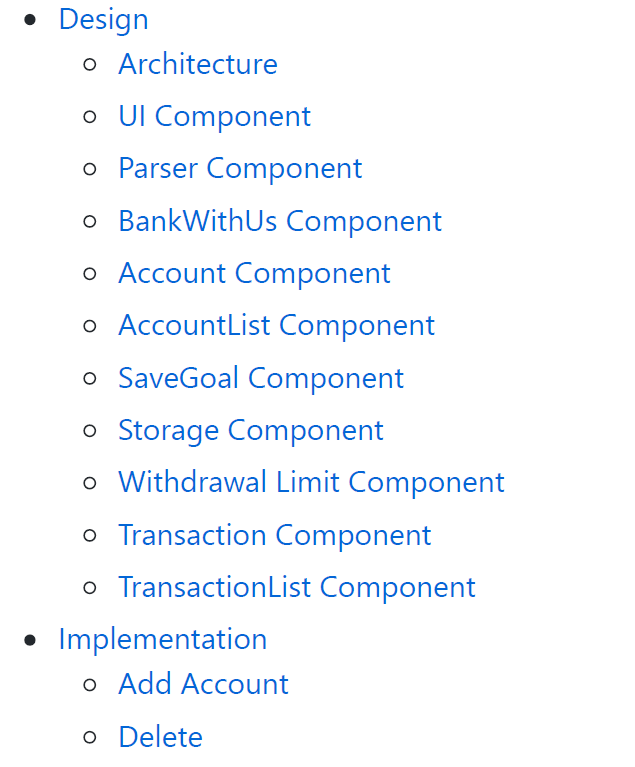 Design
Architecture
UI Component
Parser Component
BankWithUs Component
Account Component
AccountList Component
SaveGoal Component
Storage Component
Withdrawal Limit Component
Transaction Component
TransactionList Component
Implementation
Add Account
Delete